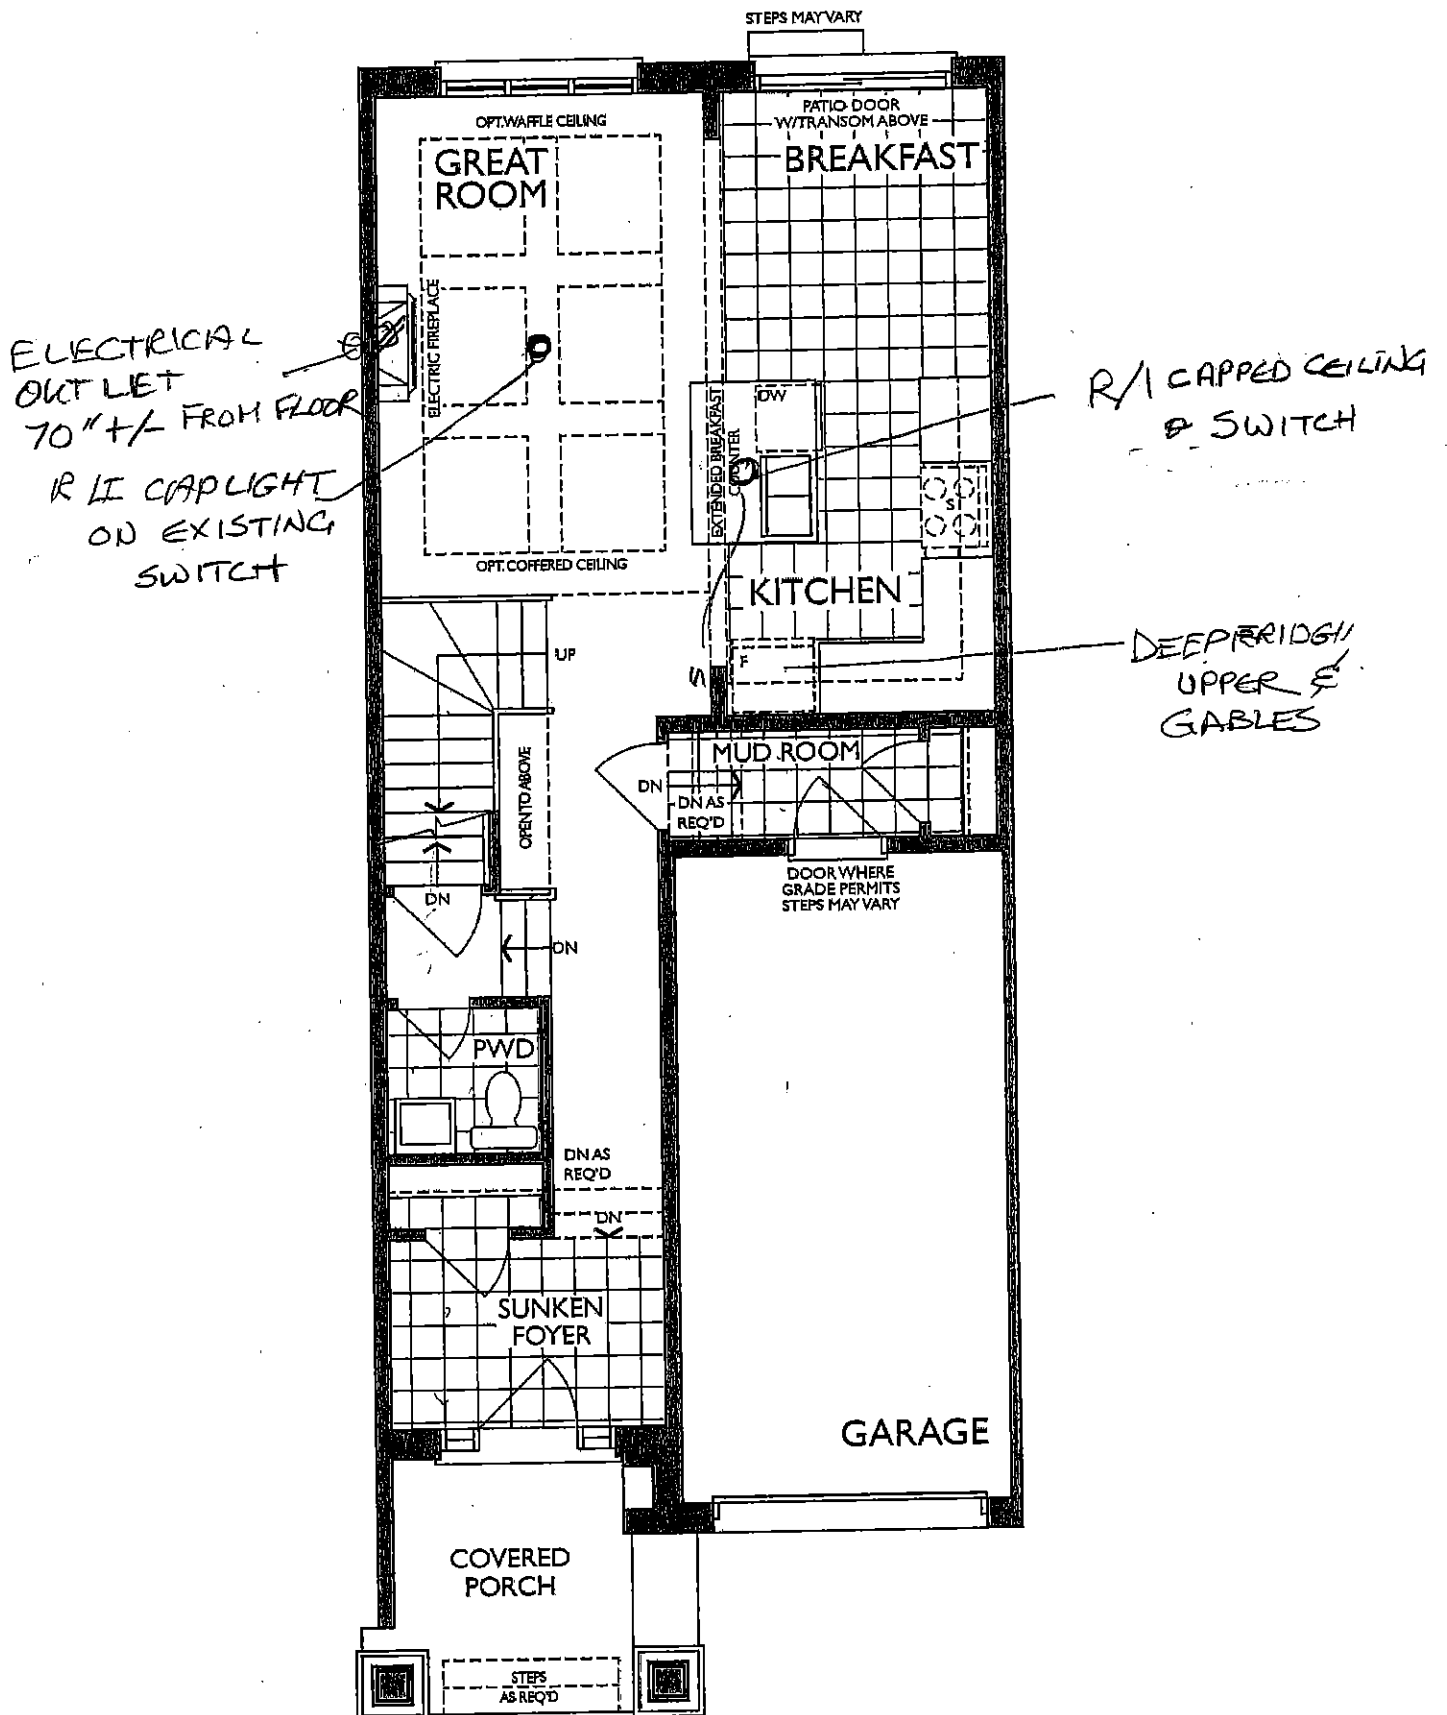 STEPS MAY VARY
PATIO DOOR
W/TRANSOM ABOVE
BREAKFAST
OPT. WAFFLE CEILING
GREAT
ROOM
ELECTRIC FIREPLACE
ELECTRICAL
OUTLET
70" +/- FROM FLOOR
R/I CAPLIGHT
ON EXISTING
SWITCH
OPT. COFFERED CEILING
EXTENDED BREAKFAST
COUNTER
DW
R/I CAPPED CEILING
& SWITCH
S
KITCHEN
F
S
UPPER &
GABLES
UP
OPEN TO ABOVE
MUD ROOM
DN
DN AS
REQ'D
DOOR WHERE
GRADE PERMITS
STEPS MAY VARY
DN
DN
PWD
DN AS
REQ'D
DN
SUNKEN
FOYER
GARAGE
COVERED
PORCH
STEPS
AS REQ'D